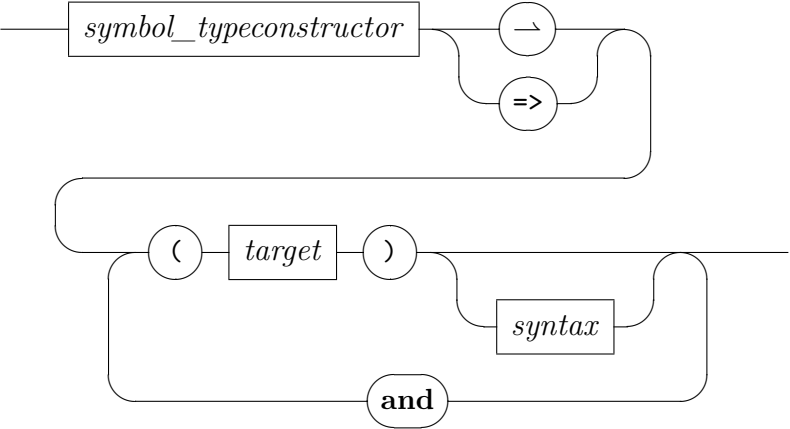 symbol_typeconstructor ⇀
=>
( target )
syntax
and